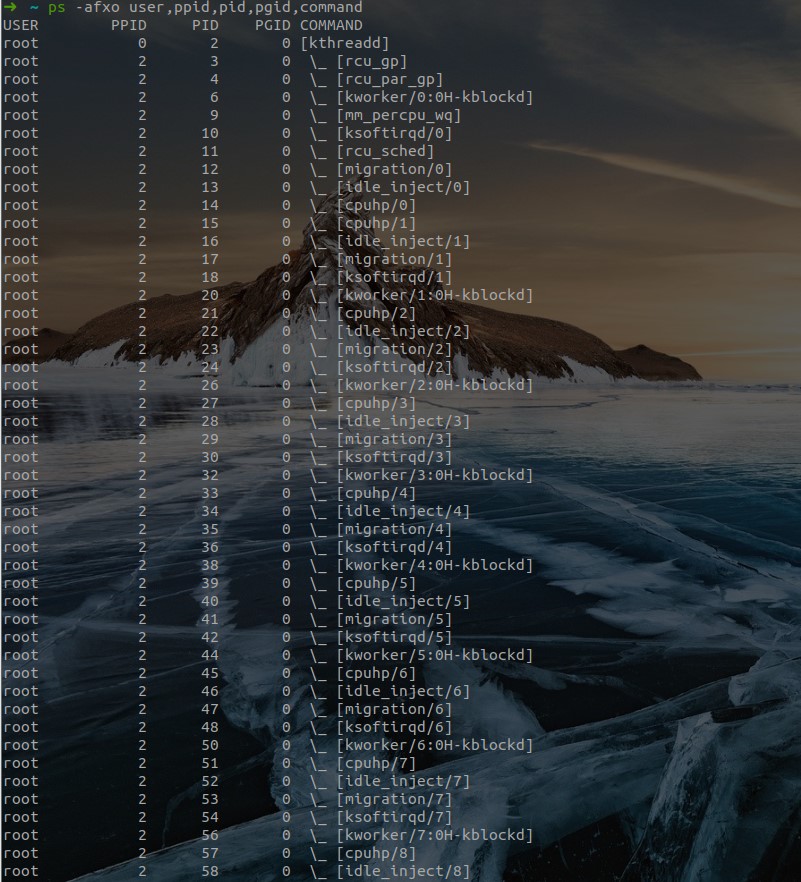 ➜ ~ ps -afxo user,ppid,pid,pgid,command
USER PPID PID PGID COMMAND
root 0 2 0 [kthreadd]
root 2 3 0 \_ [rcu_gp]
root 2 4 0 \_ [rcu_par_gp]
root 2 6 0 \_ [kworker/0:0H-kblockd]
root 2 9 0 \_ [mm_percpu_wq]
root 2 10 0 \_ [ksoftirqd/0]
root 2 11 0 \_ [rcu_sched]
root 2 12 0 \_ [migration/0]
root 2 13 0 \_ [idle_inject/0]
root 2 14 0 \_ [cpuhp/0]
root 2 15 0 \_ [cpuhp/1]
root 2 16 0 \_ [idle_inject/1]
root 2 17 0 \_ [migration/1]
root 2 18 0 \_ [ksoftirqd/1]
root 2 20 0 \_ [kworker/1:0H-kblockd]
root 2 21 0 \_ [cpuhp/2]
root 2 22 0 \_ [idle_inject/2]
root 2 23 0 \_ [migration/2]
root 2 24 0 \_ [ksoftirqd/2]
root 2 26 0 \_ [kworker/2:0H-kblockd]
root 2 27 0 \_ [cpuhp/3]
root 2 28 0 \_ [idle_inject/3]
root 2 29 0 \_ [migration/3]
root 2 30 0 \_ [ksoftirqd/3]
root 2 32 0 \_ [kworker/3:0H-kblockd]
root 2 33 0 \_ [cpuhp/4]
root 2 34 0 \_ [idle_inject/4]
root 2 35 0 \_ [migration/4]
root 2 36 0 \_ [ksoftirqd/4]
root 2 38 0 \_ [kworker/4:0H-kblockd]
root 2 39 0 \_ [cpuhp/5]
root 2 40 0 \_ [idle_inject/5]
root 2 41 0 \_ [migration/5]
root 2 42 0 \_ [ksoftirqd/5]
root 2 44 0 \_ [kworker/5:0H-kblockd]
root 2 45 0 \_ [cpuhp/6]
root 2 46 0 \_ [idle_inject/6]
root 2 47 0 \_ [migration/6]
root 2 48 0 \_ [ksoftirqd/6]
root 2 50 0 \_ [kworker/6:0H-kblockd]
root 2 51 0 \_ [cpuhp/7]
root 2 52 0 \_ [idle_inject/7]
root 2 53 0 \_ [migration/7]
root 2 54 0 \_ [ksoftirqd/7]
root 2 56 0 \_ [kworker/7:0H-kblockd]
root 2 57 0 \_ [cpuhp/8]
root 2 58 0 \_ [idle_inject/8]